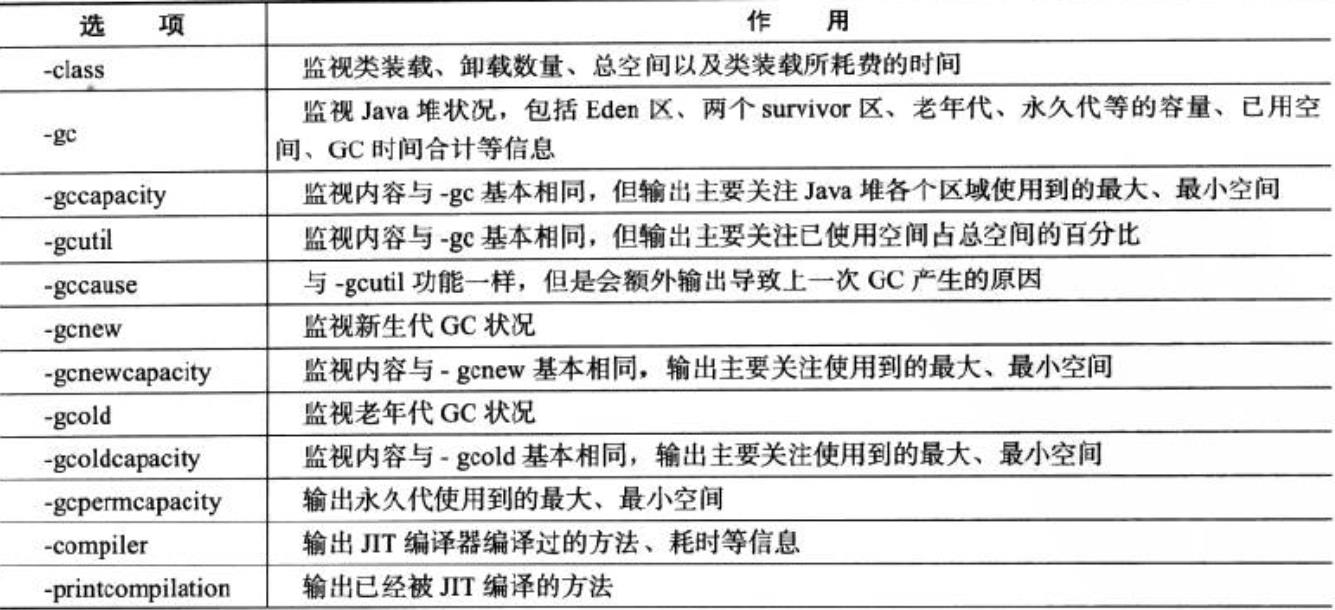 选 项 作 用
-class 监视类装载、卸载数量、总空间以及类装载所耗费的时间
-gc 监视 Java 堆状况，包括 Eden 区、两个 survivor 区、老年代、永久代等的容量、已用空
间、GC 时间合计等信息
-gccapacity 监视内容与 -gc 基本相同，但输出主要关注 Java 堆各个区域使用到的最大、最小空间
-gcutil 监视内容与 -gc 基本相同，但输出主要关注已使用空间占总空间的百分比
-gccause 与 -gcutil 功能一样，但是会额外输出导致上一次 GC 产生的原因
-gcnew 监视新生代 GC 状况
-gcnewcapacity 监视内容与 - gcnew 基本相同，输出主要关注使用到的最大、最小空间
-gcold 监视老年代 GC 状况
-gcoldcapacity 监视内容与 - gcold 基本相同，输出主要关注使用到的最大、最小空间
-gcpermcapacity 输出永久代使用到的最大、最小空间
-compiler 输出 JIT 编译器编译过的方法、耗时等信息
-printcompilation 输出已经被 JIT 编译的方法